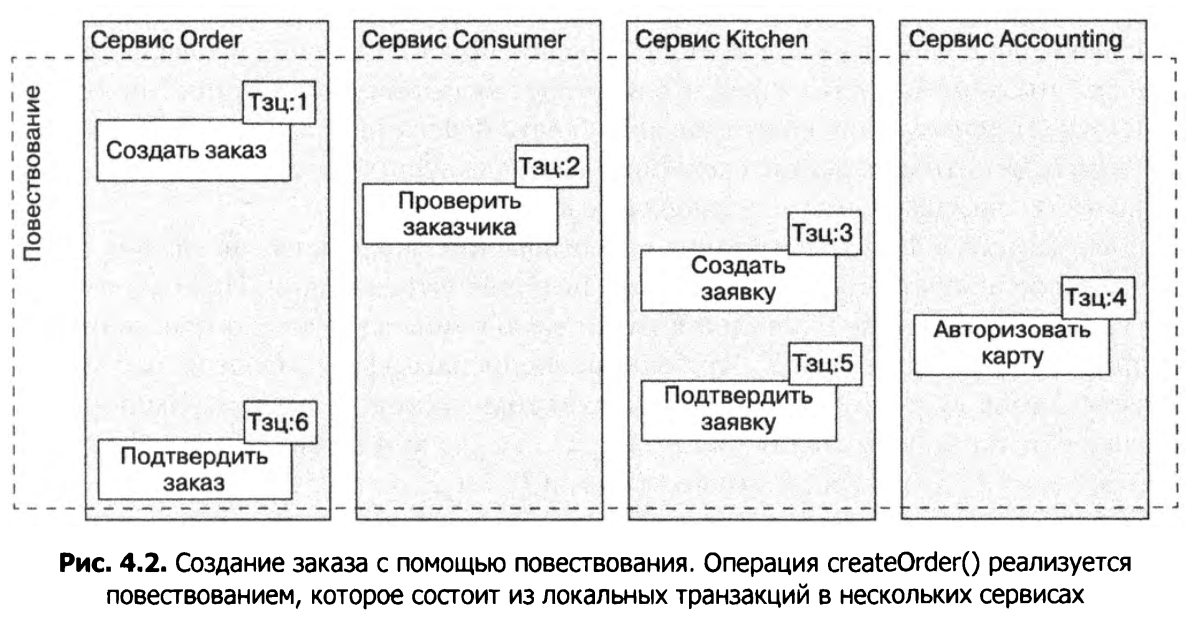 Сервис Order
Сервис Consumer
Сервис Kitchen
Сервис Accounting
Повествование
Тзц:1
Создать заказ
Тзц:2
Проверить
заказчика
Тзц:3
Создать
заявку
Тзц:4
Авторизовать
карту
Тзц:5
Подтвердить
заявку
Тзц:6
Подтвердить
заказ
Рис. 4.2. Создание заказа с помощью повествования. Операция createOrder() реализуется
повествованием, которое состоит из локальных транзакций в нескольких сервисах